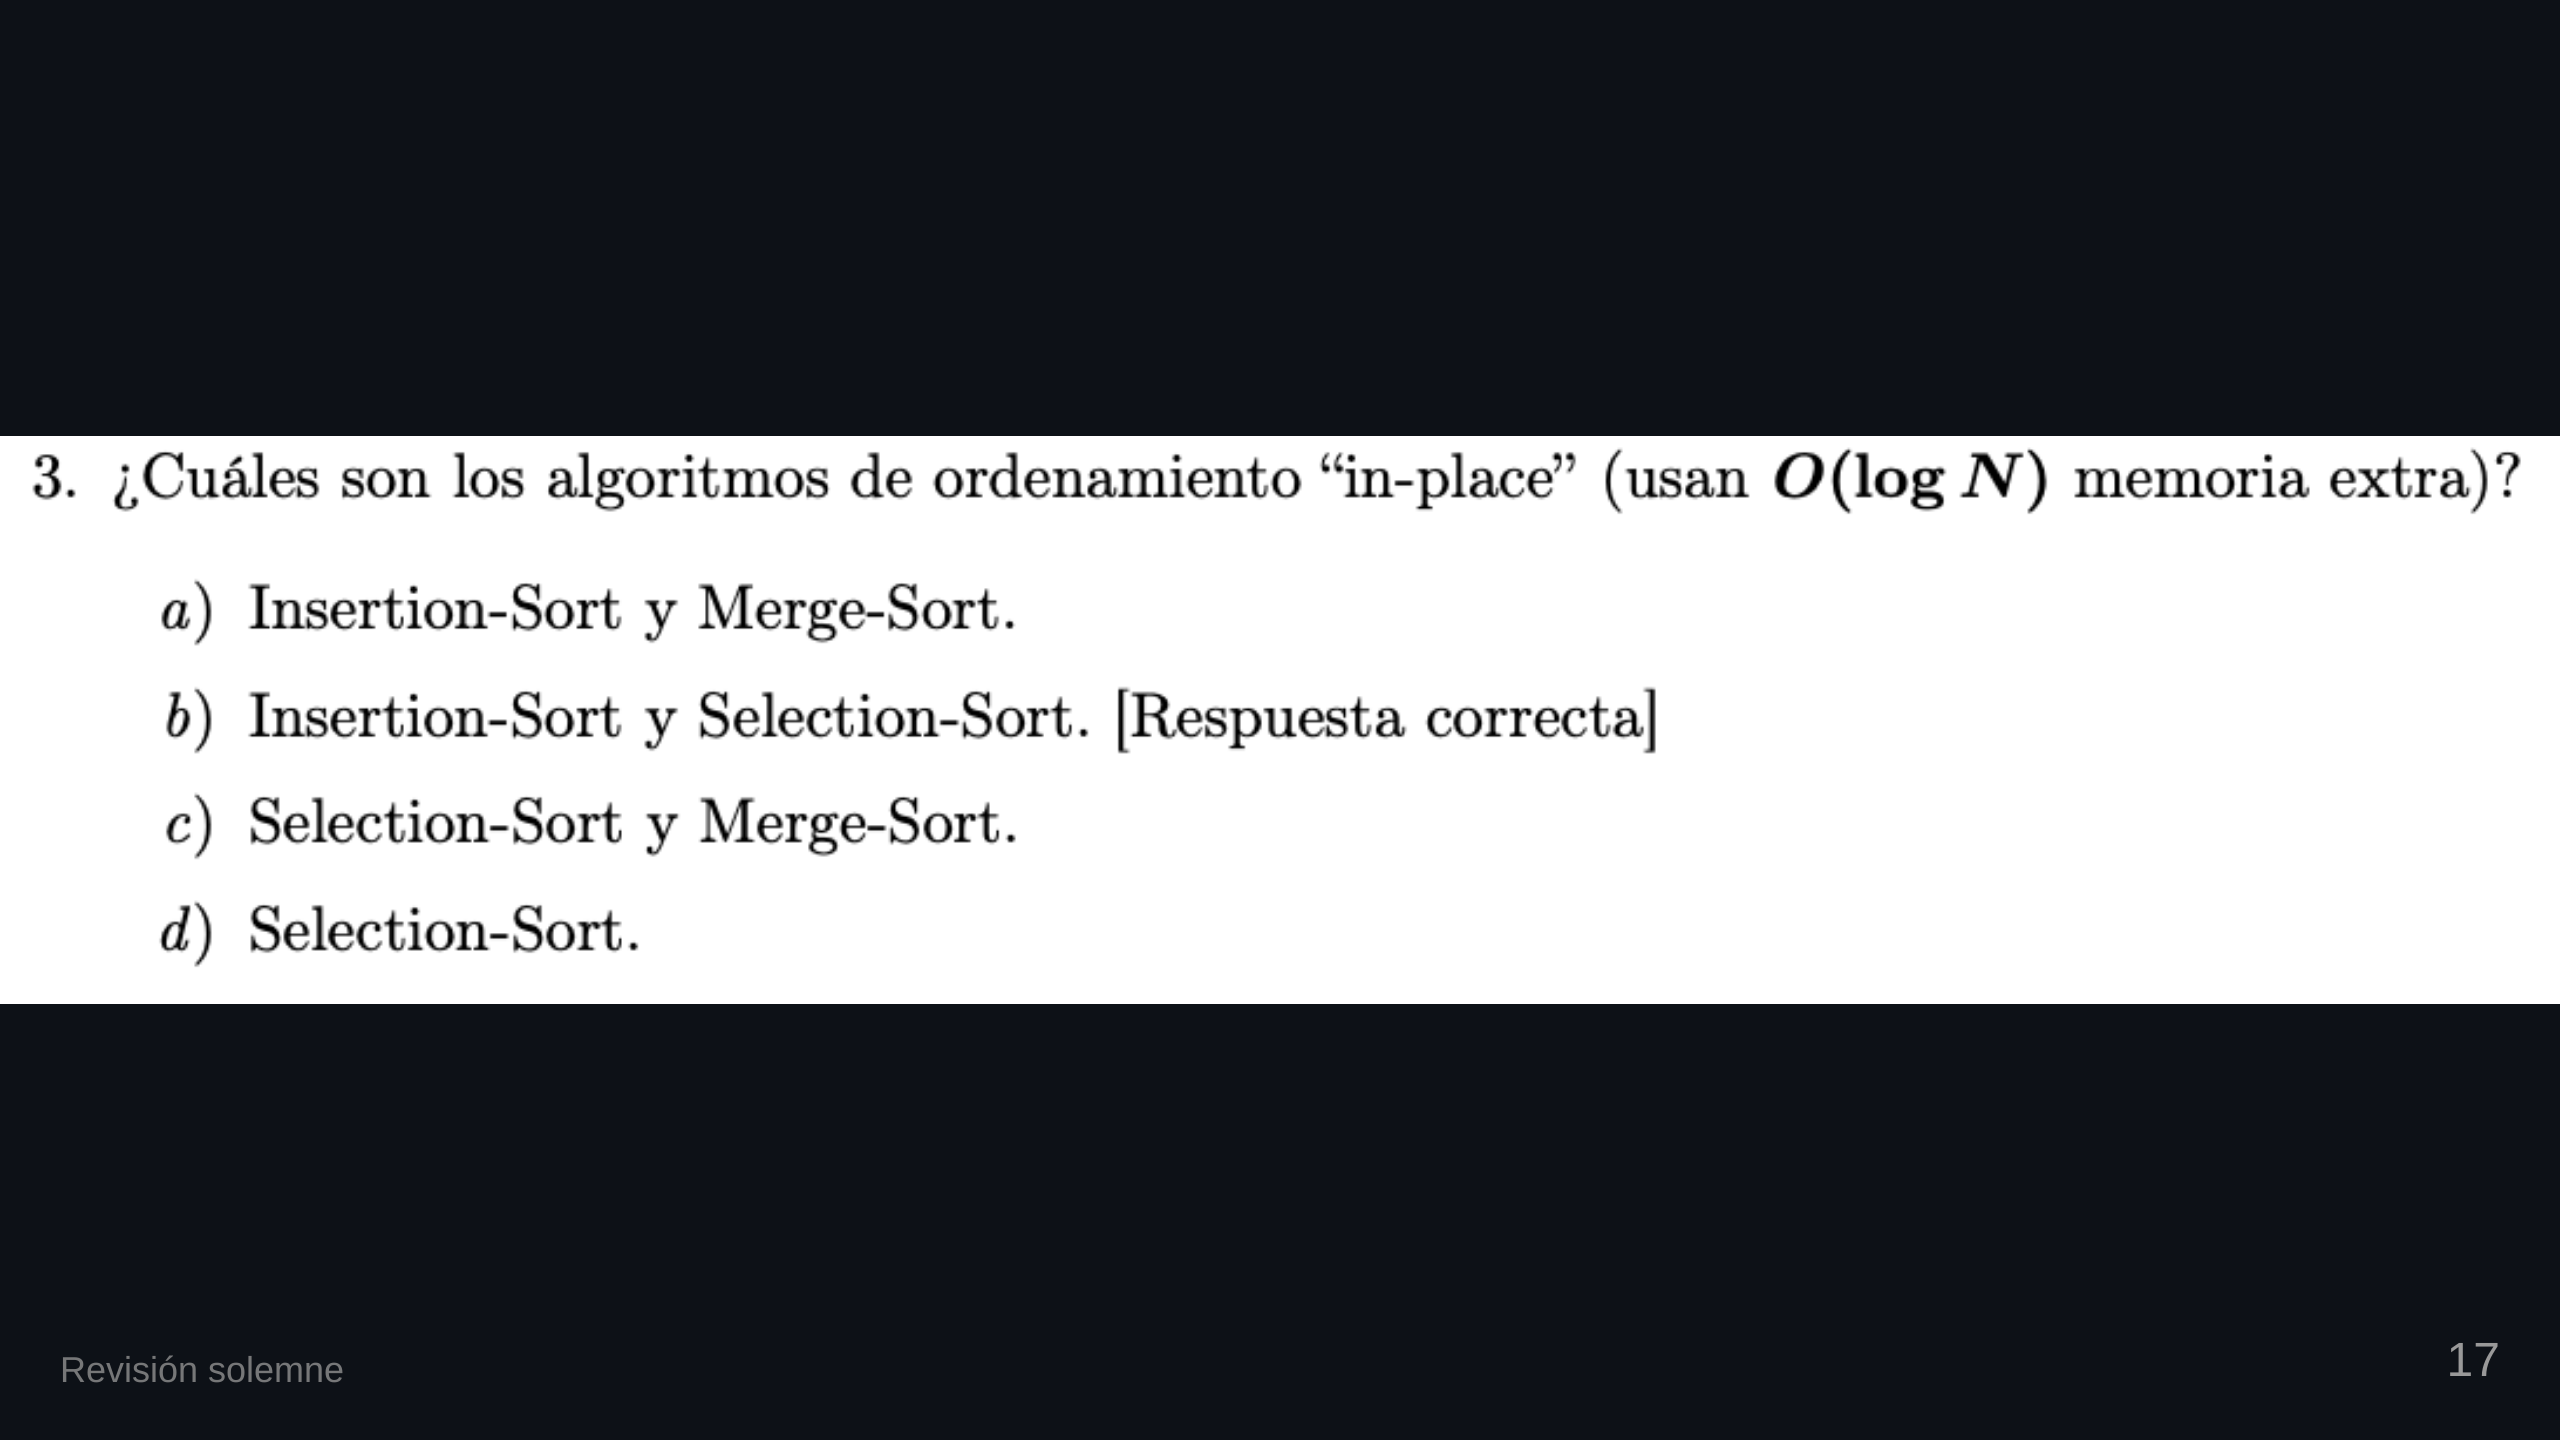 3. ¿Cuáles son los algoritmos de ordenamiento “in-place” (usan O(log N) memoria extra)?
a) Insertion-Sort y Merge-Sort.
b) Insertion-Sort y Selection-Sort. [Respuesta correcta]
c) Selection-Sort y Merge-Sort.
d) Selection-Sort.
Revisión solemne
17